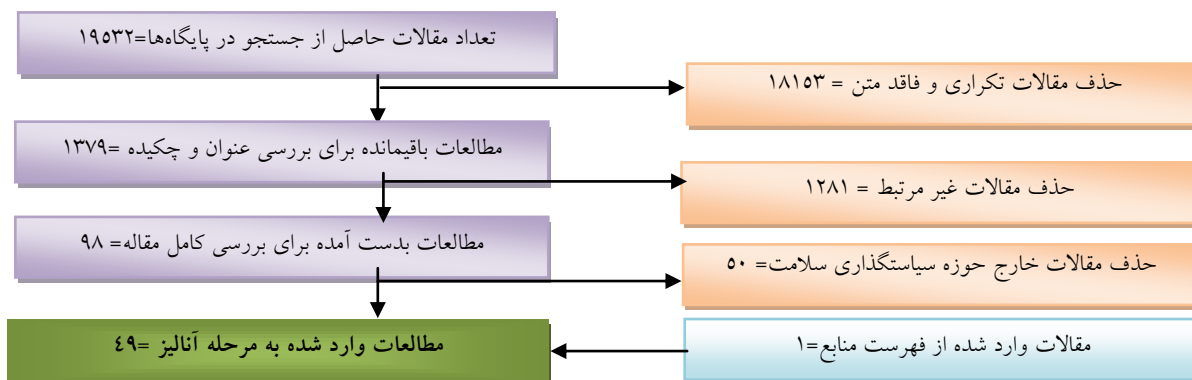 تعداد مقالات حاصل از جستجو در پایگاه‌ها=۱۹۵۳۲
حذف مقالات تکراری و فاقد متن = ۱۸۱۵۳
مطالعات باقیمانده برای بررسی عنوان و چکیده =۱۳۷۹
حذف مقالات غیر مرتبط = ۱۲۸۱
مطالعات بدست آمده برای بررسی کامل مقاله= ۹۸
حذف مقالات خارج حوزه سیاستگذاری سلامت= ۵۰
مقالات وارد شده از فهرست منابع=۱
مطالعات وارد شده به مرحله آنالیز =٤۹